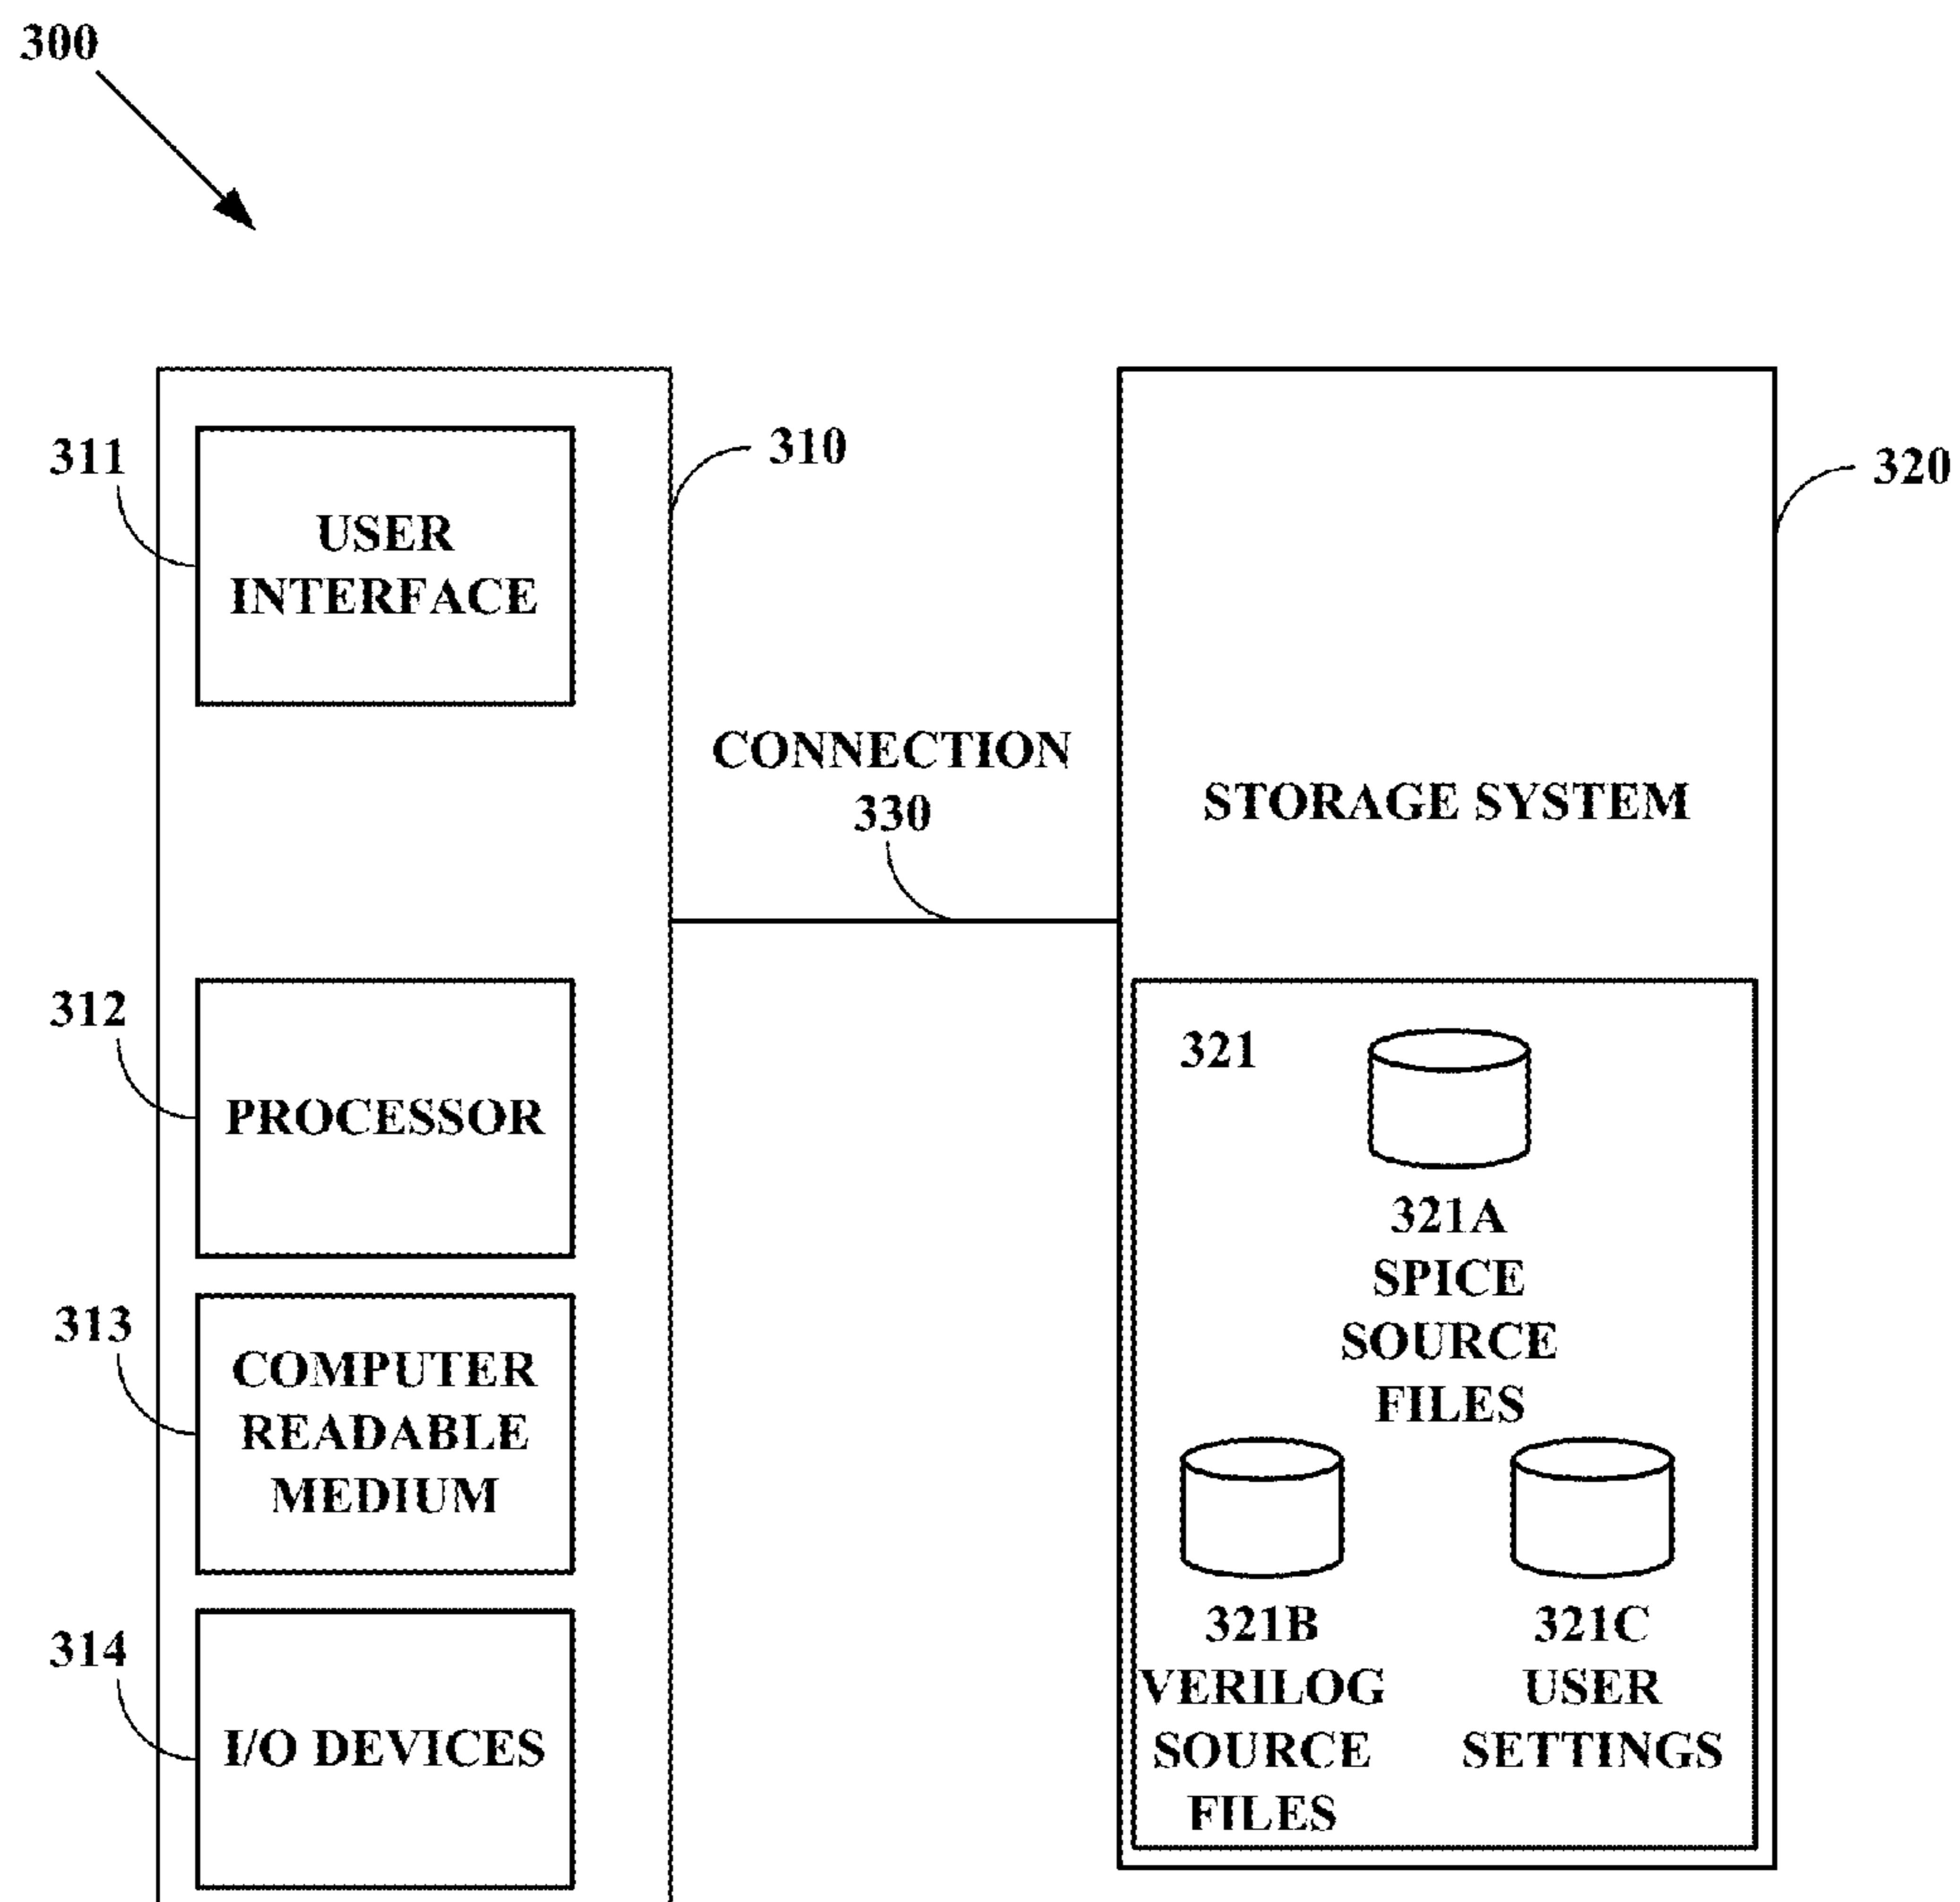 300
311
USER
INTERFACE
310
320
CONNECTION
330
STORAGE SYSTEM
312
PROCESSOR
313
COMPUTER
READABLE
MEDIUM
314
I/O DEVICES
321
321A
SPICE
SOURCE
FILES
321B
VERILOG
SOURCE
FILES
321C
USER
SETTINGS